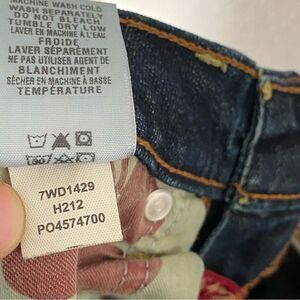 MACHINE WASH COLD
WASH SEPARATELY
DO NOT BLEACH
TUMBLE DRY LOW
LAVER EN MACHINE À L'EAU
FROIDE
LAVER SÉPARÉMENT
NE PAS UTILISER AGENT DE
BLANCHIMENT
SÉCHER EN MACHINE À BASSE
TEMPÉRATURE
7WD1429
H212
PO4574700